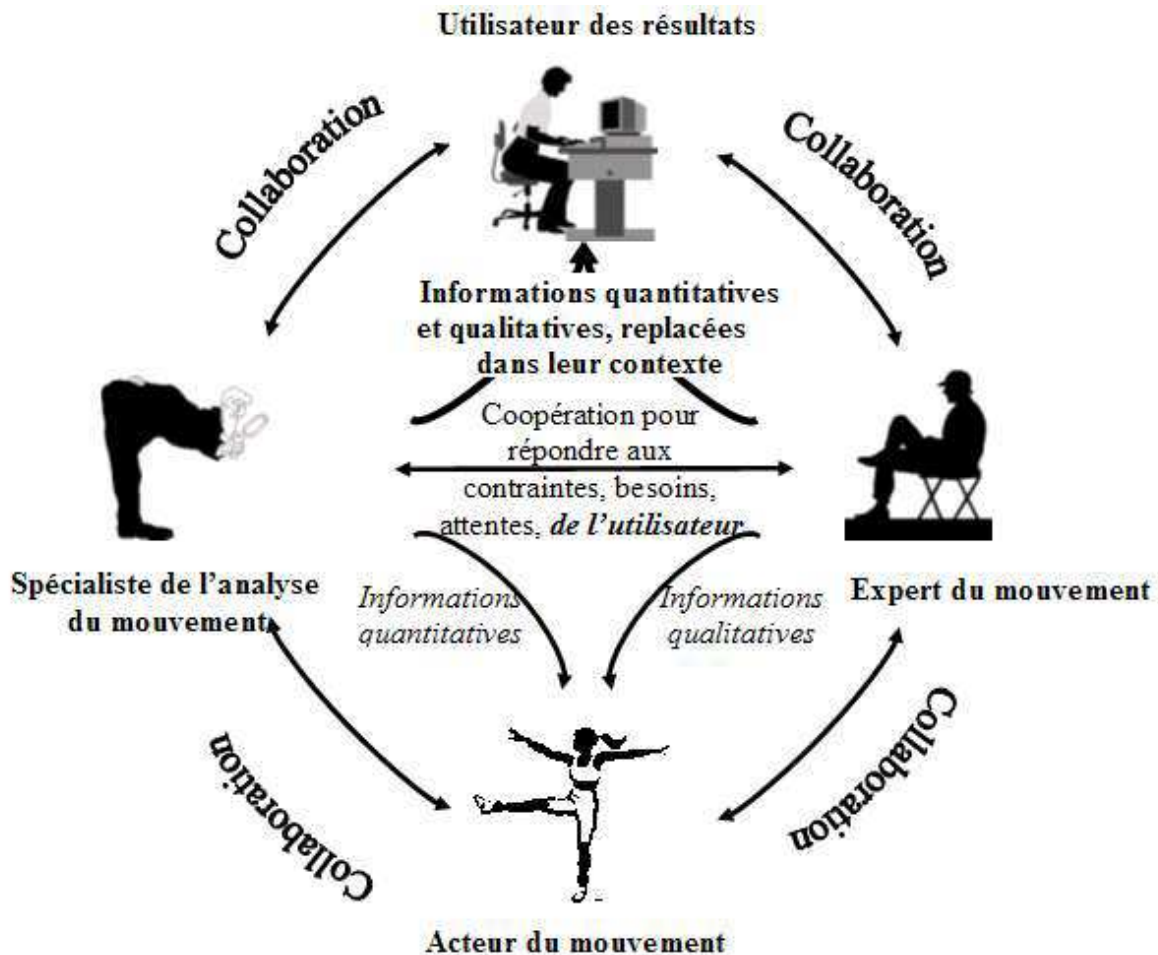 Utilisateur des résultats
Collaboration
Collaboration
Informations quantitatives
et qualitatives, replacées
dans leur contexte
Coopération pour
répondre aux
contraintes, besoins,
attentes, de l’utilisateur
Spécialiste de l’analyse
du mouvement
Informations
quantitatives
Informations
qualitatives
Expert du mouvement
Collaboration
Collaboration
Acteur du mouvement